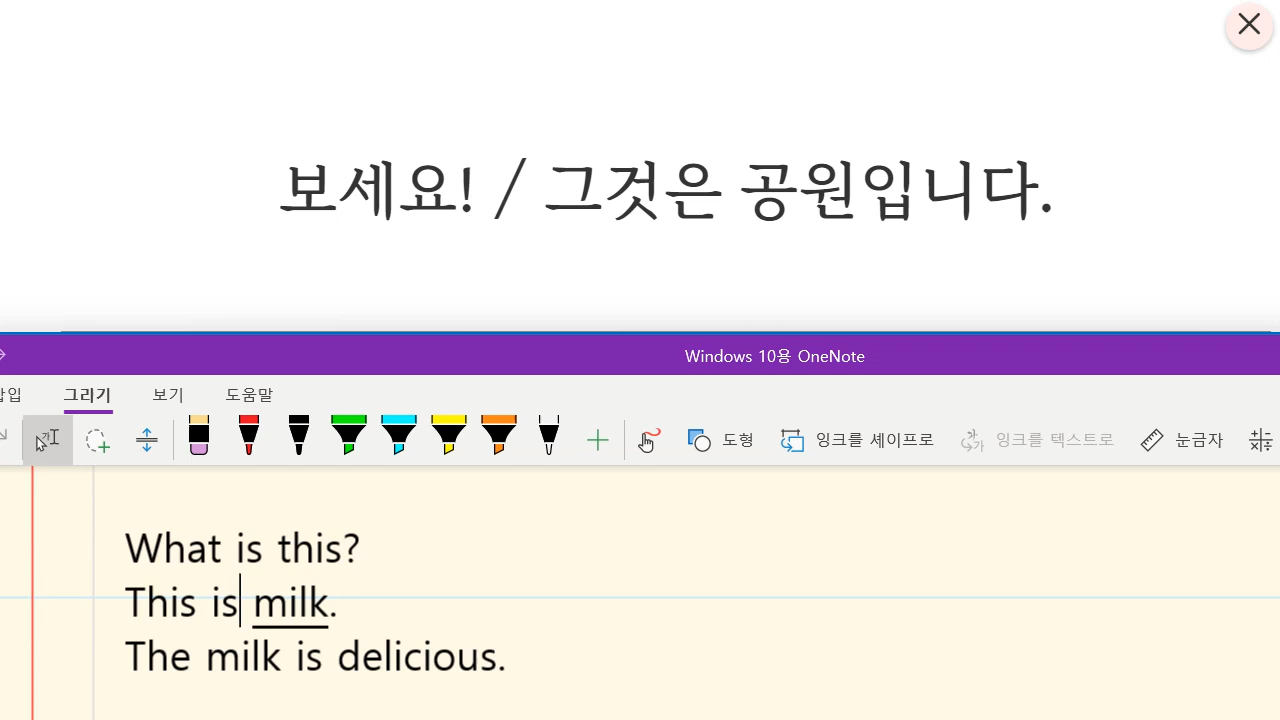 보세요! / 그것은 공원입니다.
Windows 10용 OneNote
삽입 그리기 보기 도움말
도형 잉크를 셰이프로 잉크를 텍스트로 눈금자
What is this?
This is milk.
The milk is delicious.